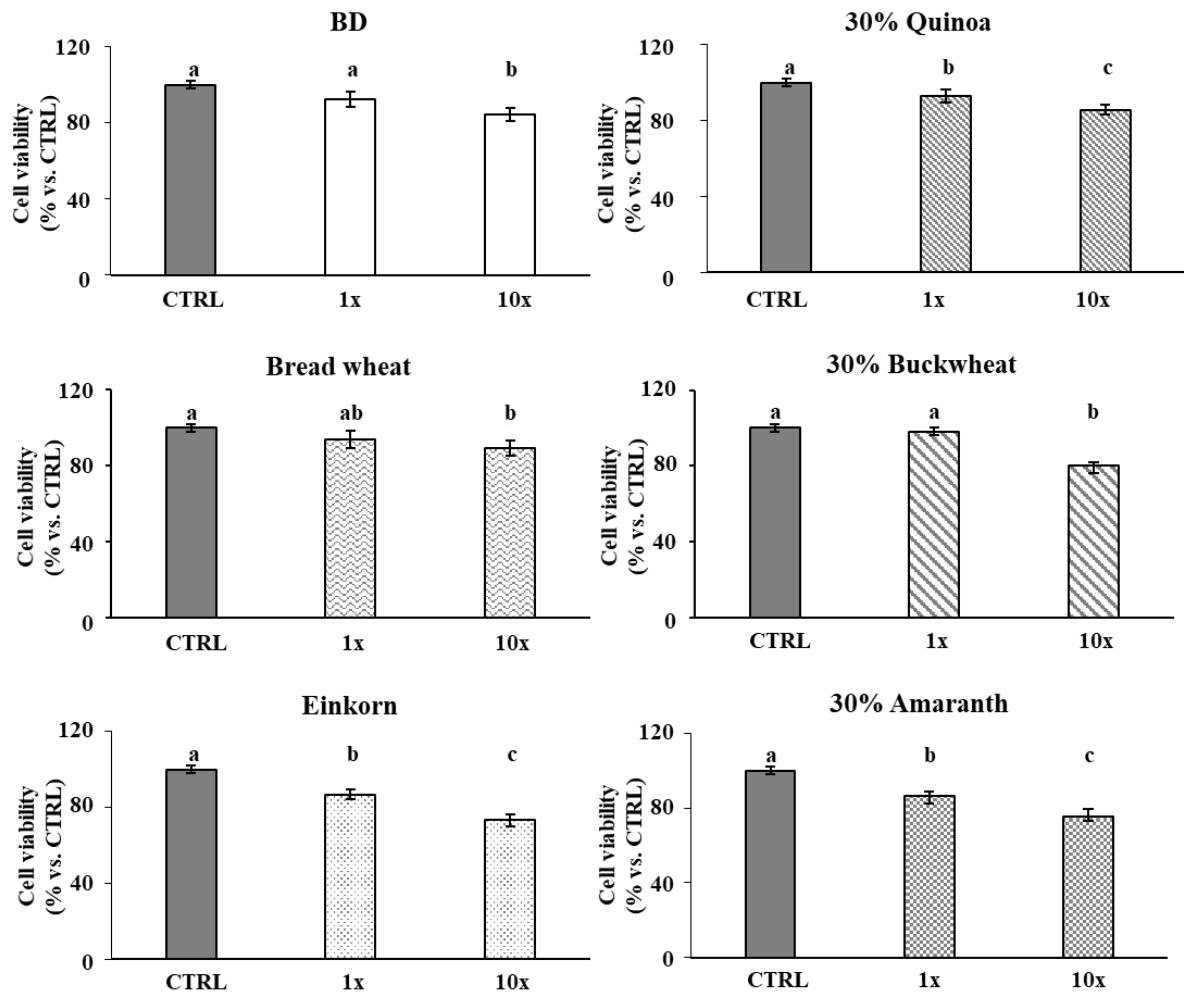 BD
120
80
40
0
Cell viability
(% vs. CTRL)
a
a
b
CTRL
1x
10x
30% Quinoa
120
80
40
0
Cell viability
(% vs. CTRL)
a
b
c
CTRL
1x
10x
Bread wheat
120
80
40
0
Cell viability
(% vs. CTRL)
a
ab
b
CTRL
1x
10x
30% Buckwheat
120
80
40
0
Cell viability
(% vs. CTRL)
a
a
b
CTRL
1x
10x
Einkorn
120
80
40
0
Cell viability
(% vs. CTRL)
a
b
c
CTRL
1x
10x
30% Amaranth
120
80
40
0
Cell viability
(% vs. CTRL)
a
b
c
CTRL
1x
10x